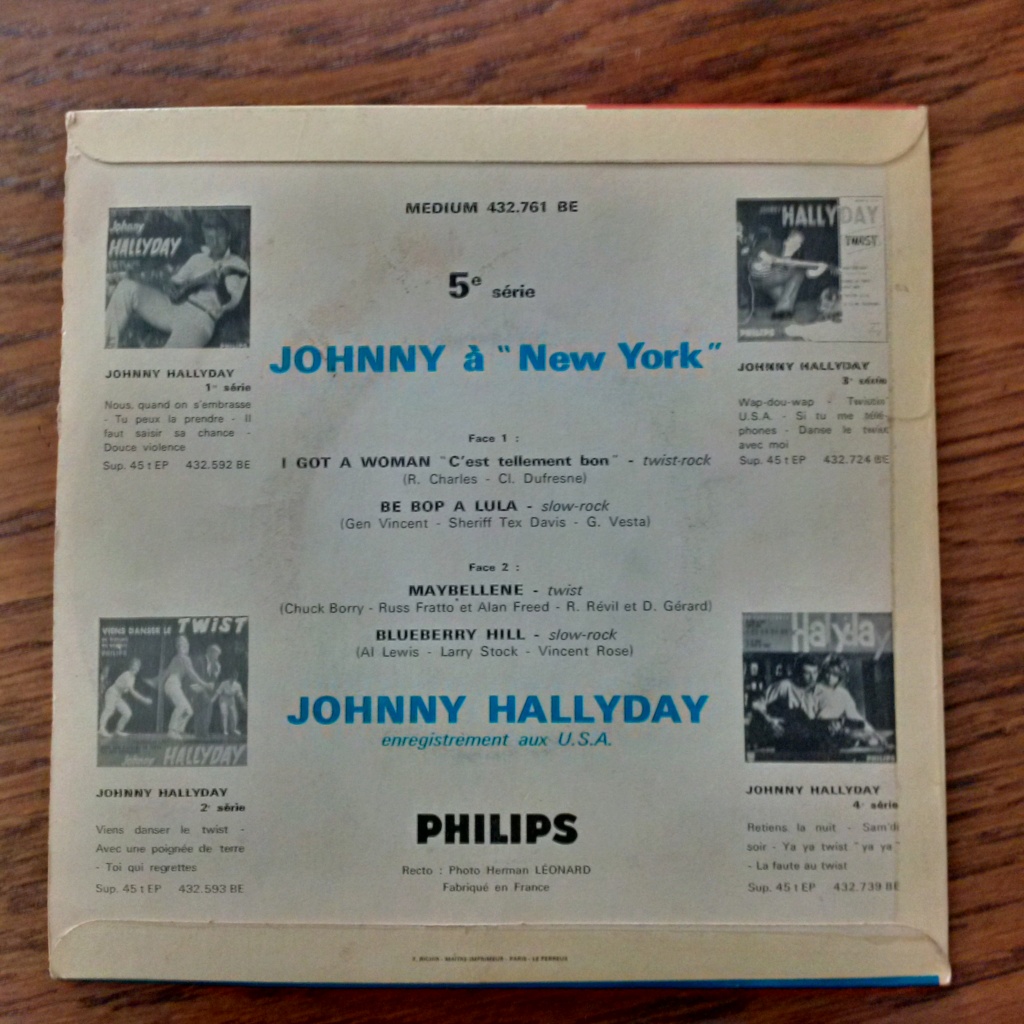 MEDIUM 432.761 BE
5e série
JOHNNY à "New York"
Face 1 :
I GOT A WOMAN "C'est tellement bon" - twist-rock
(R. Charles - Cl. Dufresne)
BE BOP A LULA - slow-rock
(Gen Vincent - Sheriff Tex Davis - G. Vesta)
Face 2 :
MAYBELLENE - twist
(Chuck Borry - Russ Fratto et Alan Freed - R. Révil et D. Gérard)
BLUEBERRY HILL - slow-rock
(Al Lewis - Larry Stock - Vincent Rose)
JOHNNY HALLYDAY
enregistrement aux U.S.A.
PHILIPS
Recto : Photo Herman LÉONARD
Fabriqué en France
Johnny
HALLYDAY
JOHNNY HALLYDAY
1re série
Nous, quand on s'embrasse
- Tu peux la prendre - Il
faut saisir sa chance -
Douce violence
Sup. 45 t EP 432.592 BE
VIENS DANSER LE TWIST
Johnny HALLYDAY
JOHNNY HALLYDAY
2e série
Viens danser le twist -
Avec une poignée de terre
- Toi qui regrettes
Sup. 45 t EP 432.593 BE
HALLYDAY
TWIST
PHILIPS
JOHNNY HALLYDAY
3e série
Wap-dou-wap - Twistin'
U.S.A. - Si tu me télé-
phones - Danse le twist
avec moi
Sup. 45 t EP 432.724 BE
Hallyday
PHILIPS
JOHNNY HALLYDAY
4e série
Retiens la nuit - Sam'di
soir - Ya ya twist "ya ya"
- La faute au twist
Sup. 45 t EP 432.739 BE